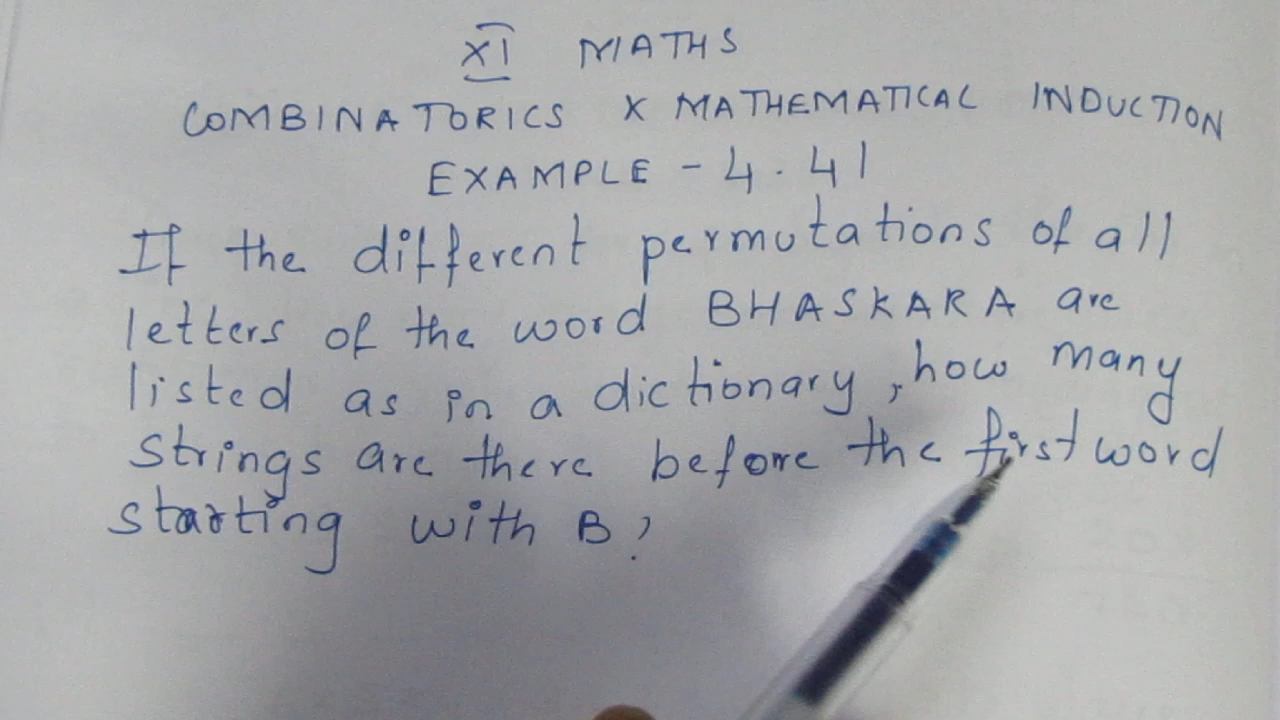 XI MATHS
COMBINATORICS X MATHEMATICAL INDUCTION
EXAMPLE - 4.41
If the different permutations of all
letters of the word BHASKARA are
listed as in a dictionary, how many
strings are there before the first word
starting with B?